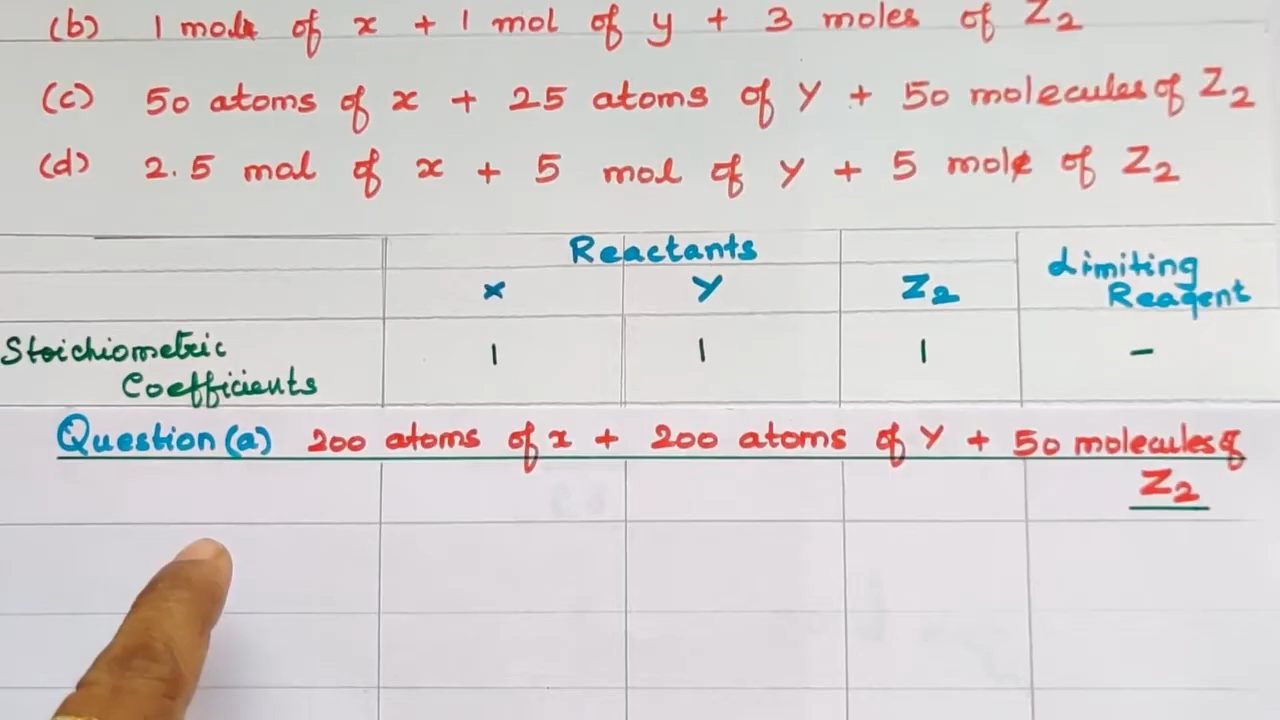 (b) 1 mol of x + 1 mol of y + 3 moles of Z2
(c) 50 atoms of x + 25 atoms of y + 50 molecules of Z2
(d) 2.5 mol of x + 5 mol of y + 5 mol of Z2
Reactants
Limiting Reagent
x y Z2
Stoichiometric Coefficients 1 1 1 -
Question (a) 200 atoms of x + 200 atoms of y + 50 molecules of
Z2